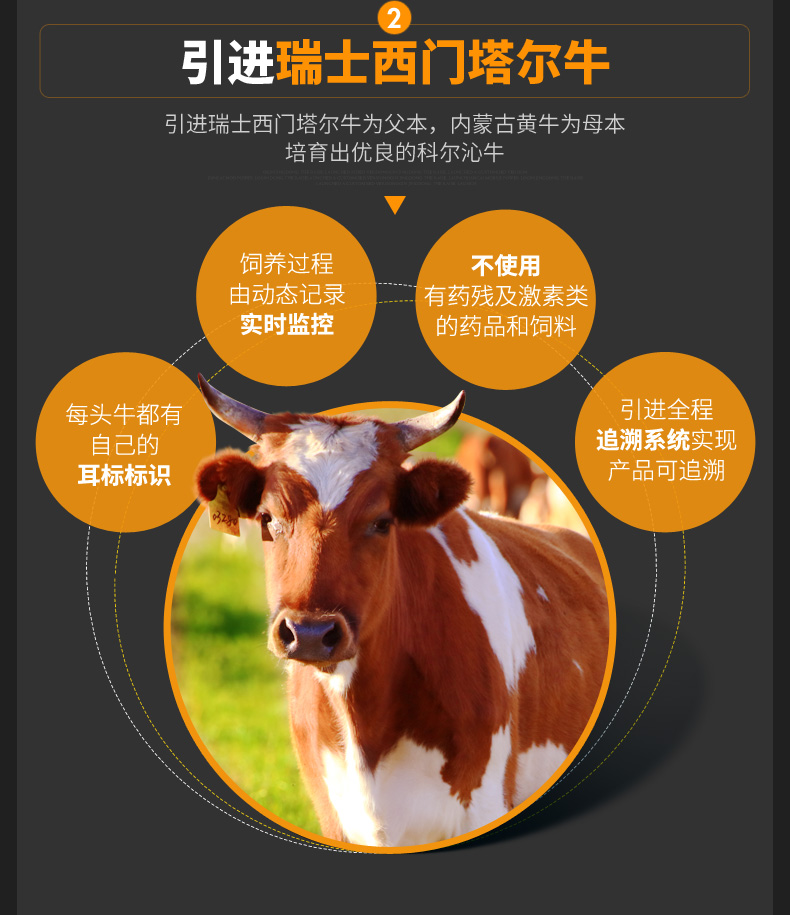 2
引进瑞士西门塔尔牛
引进瑞士西门塔尔牛为父本，内蒙古黄牛为母本
培育出优良的科尔沁牛
饲养过程
由动态记录
实时监控
不使用
有药残及激素类
的药品和饲料
每头牛都有
自己的
耳标标识
引进全程
追溯系统实现
产品可追溯
03280